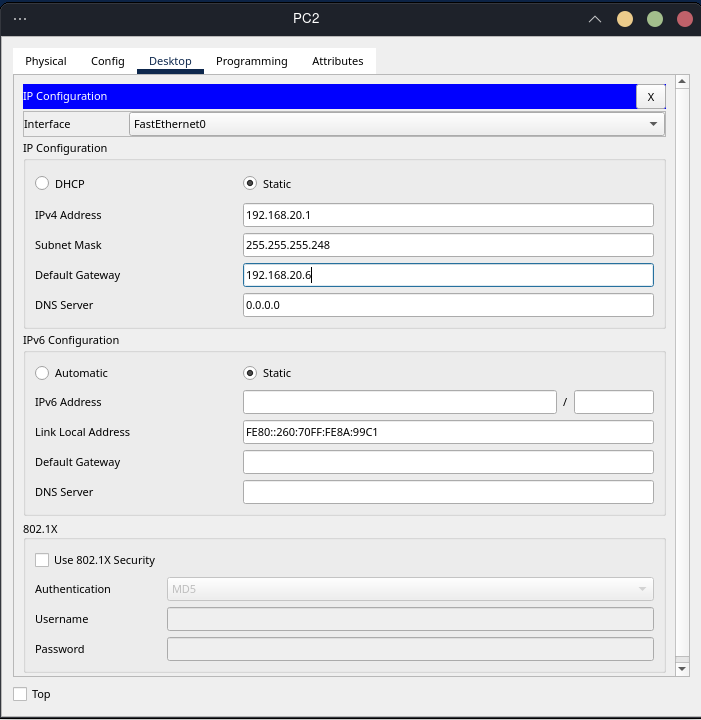 PC2
Physical Config Desktop Programming Attributes
IP Configuration X
Interface FastEthernet0
IP Configuration
DHCP Static
IPv4 Address 192.168.20.1
Subnet Mask 255.255.255.248
Default Gateway 192.168.20.6
DNS Server 0.0.0.0
IPv6 Configuration
Automatic Static
IPv6 Address /
Link Local Address FE80::260:70FF:FE8A:99C1
Default Gateway
DNS Server
802.1X
Use 802.1X Security
Authentication MD5
Username
Password
Top